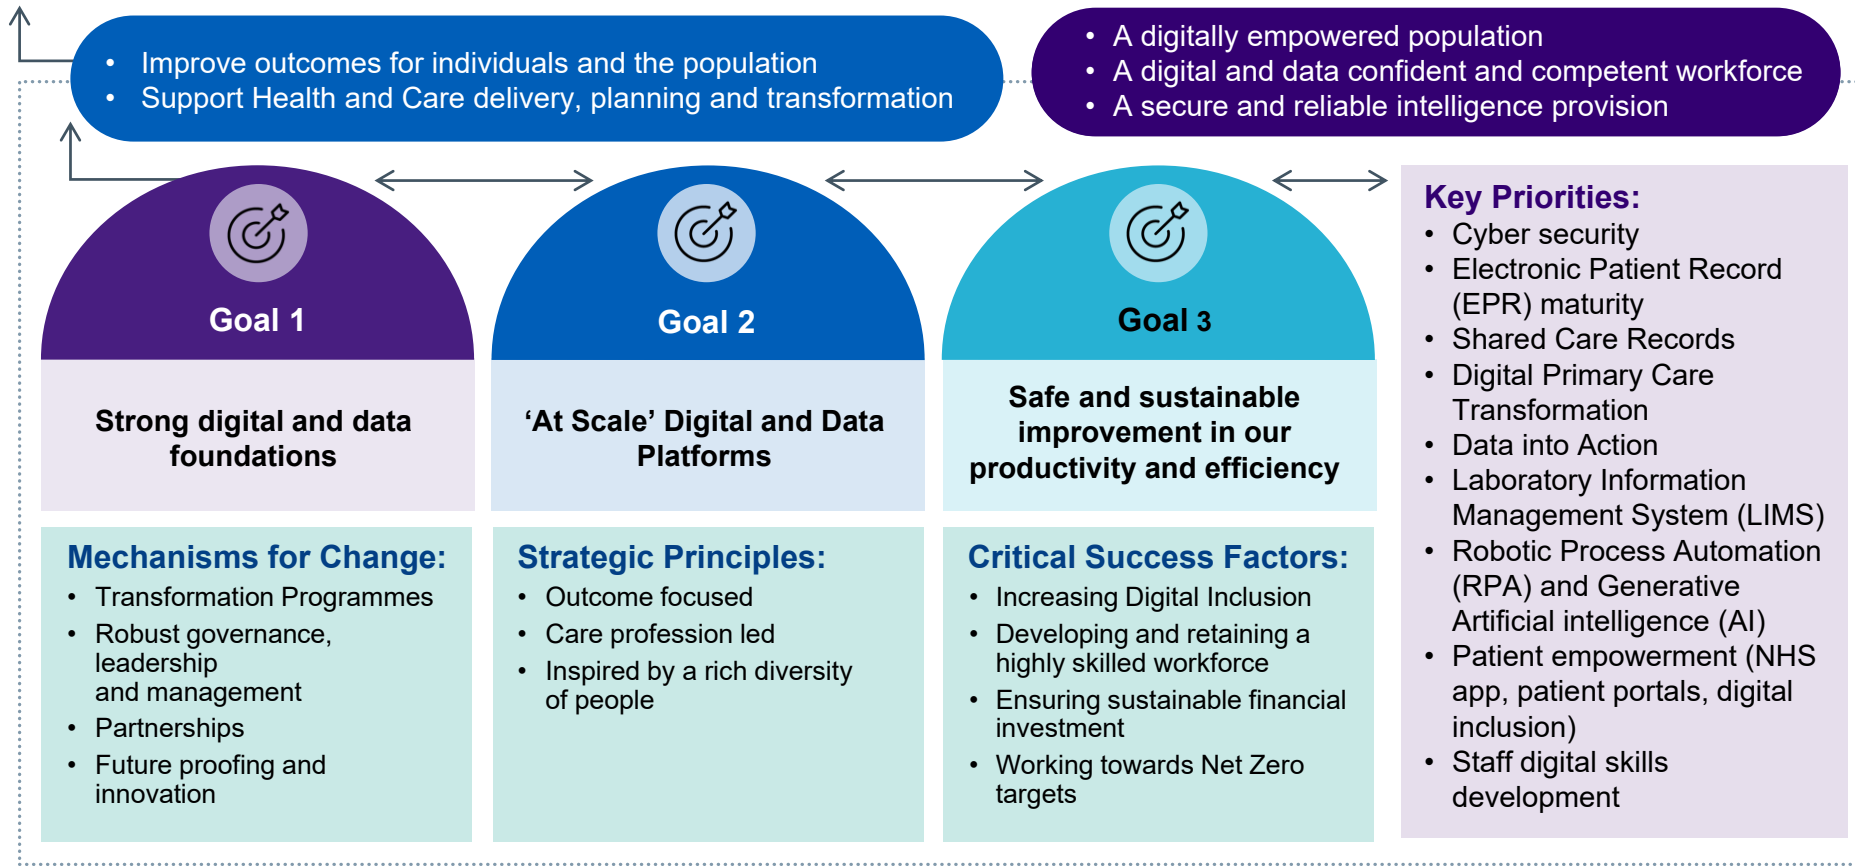 • Improve outcomes for individuals and the population
• Support Health and Care delivery, planning and transformation
• A digitally empowered population
• A digital and data confident and competent workforce
• A secure and reliable intelligence provision
Goal 1
Strong digital and data
foundations
Goal 2
‘At Scale’ Digital and Data
Platforms
Goal 3
Safe and sustainable
improvement in our
productivity and efficiency
Mechanisms for Change:
• Transformation Programmes
• Robust governance,
leadership
and management
• Partnerships
• Future proofing and
innovation
Strategic Principles:
• Outcome focused
• Care profession led
• Inspired by a rich diversity
of people
Critical Success Factors:
• Increasing Digital Inclusion
• Developing and retaining a
highly skilled workforce
• Ensuring sustainable financial
investment
• Working towards Net Zero
targets
Key Priorities:
• Cyber security
• Electronic Patient Record
(EPR) maturity
• Shared Care Records
• Digital Primary Care
Transformation
• Data into Action
• Laboratory Information
Management System (LIMS)
• Robotic Process Automation
(RPA) and Generative
Artificial intelligence (AI)
• Patient empowerment (NHS
app, patient portals, digital
inclusion)
• Staff digital skills
development